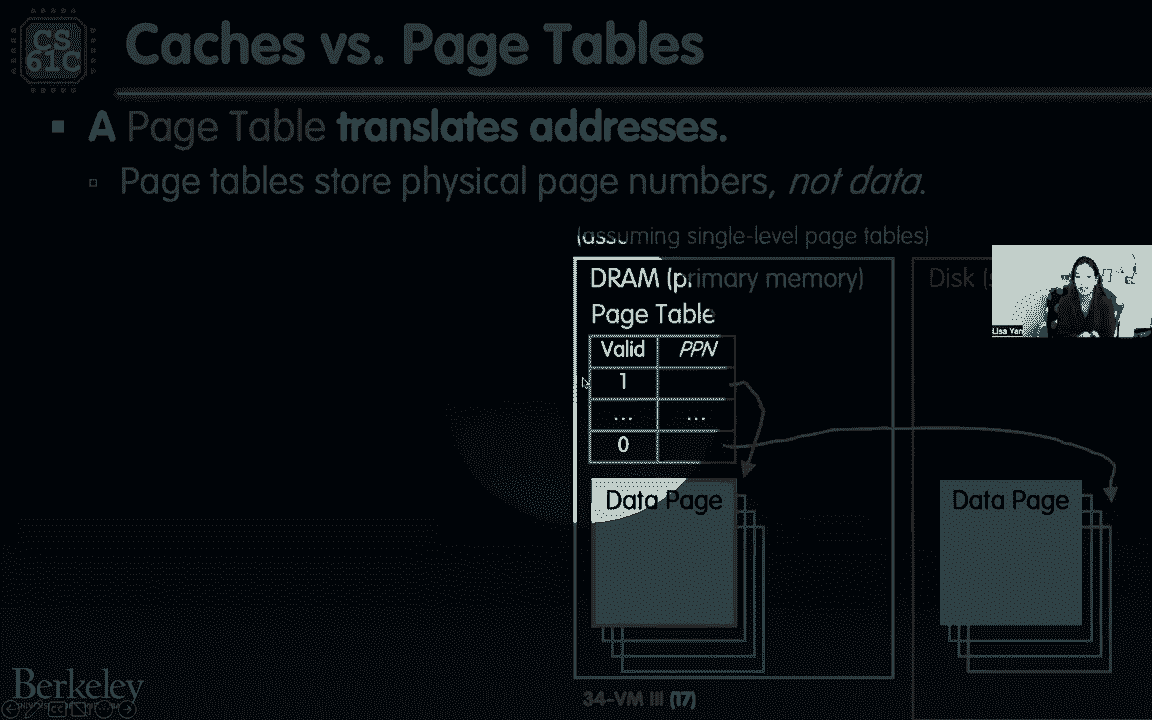 CS
61C
Caches vs. Page Tables
A Page Table translates addresses.
Page tables store physical page numbers, not data.
(assuming single-level page tables)
DRAM (primary memory)
Disk (s
Page Table
Valid PPN
1
... ...
0
Data Page
Data Page
Lisa Yan
Berkeley
34-VM III (17)